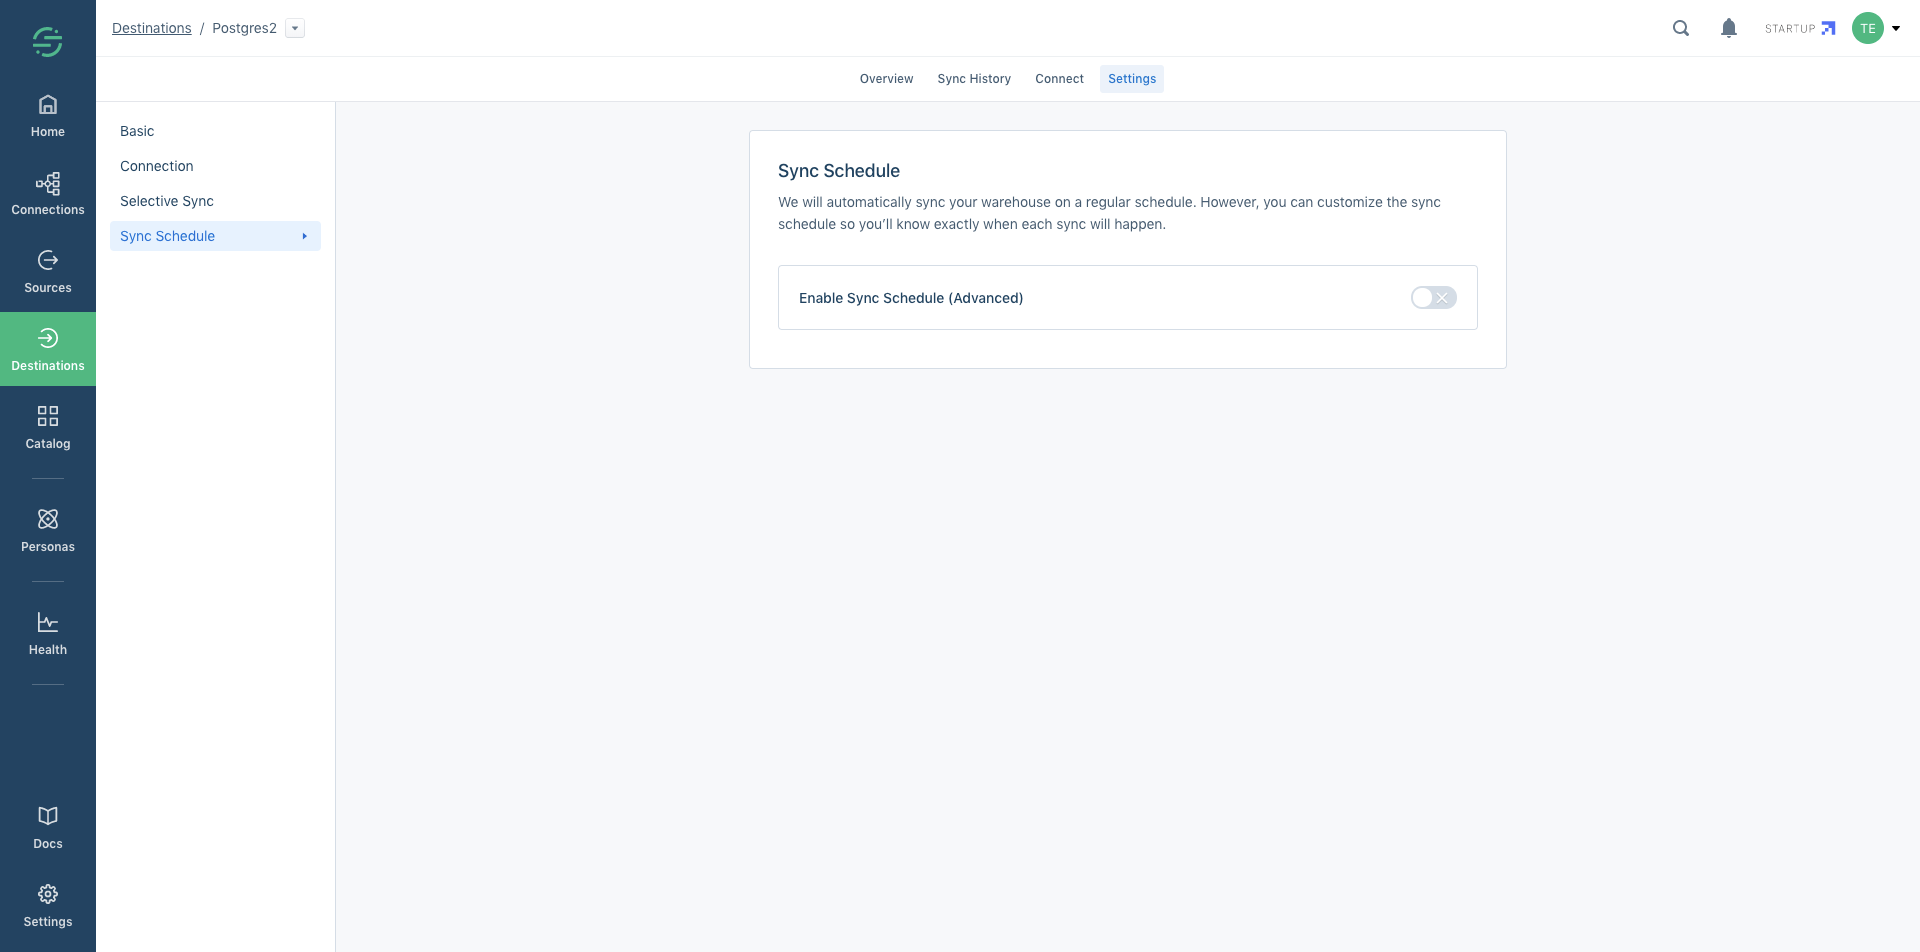 Destinations / Postgres2
STARTUP
TE
Overview
Sync History
Connect
Settings
Home
Connections
Sources
Destinations
Catalog
Personas
Health
Docs
Settings
Basic
Connection
Selective Sync
Sync Schedule
Sync Schedule
We will automatically sync your warehouse on a regular schedule. However, you can customize the sync
schedule so you’ll know exactly when each sync will happen.
Enable Sync Schedule (Advanced)